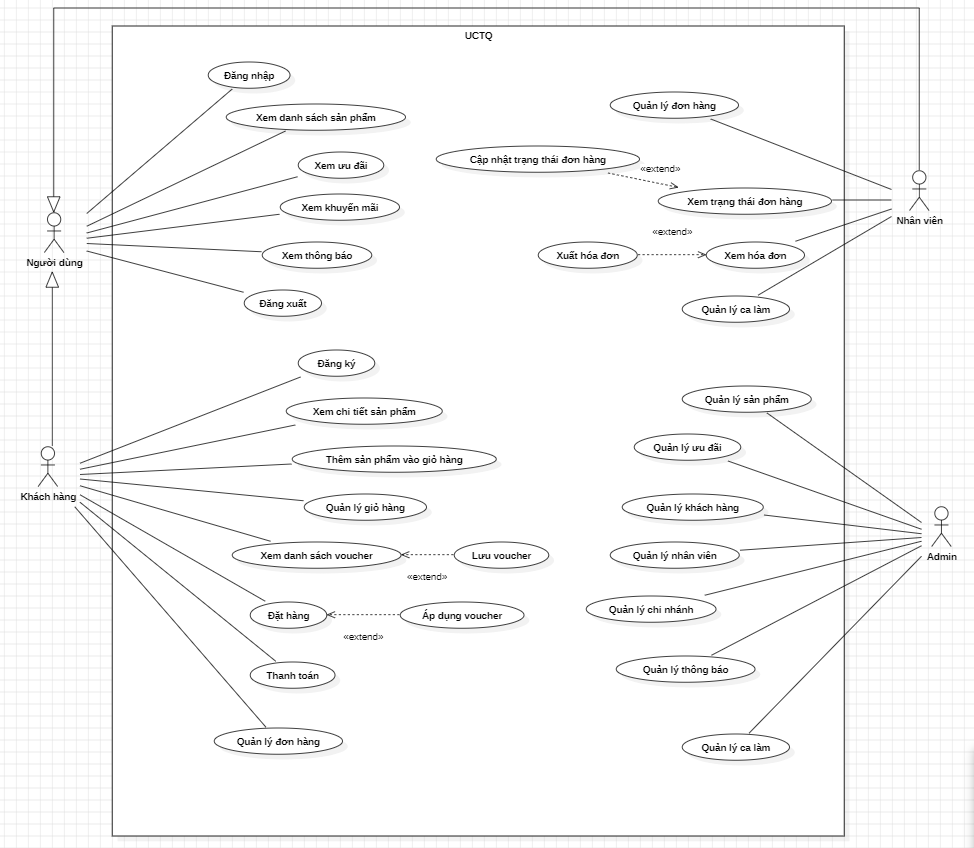 UCTQ
Đăng nhập
Xem danh sách sản phẩm
Xem ưu đãi
Xem khuyến mãi
Xem thông báo
Đăng xuất
Người dùng
Quản lý đơn hàng
Cập nhật trạng thái đơn hàng
«extend»
Xem trạng thái đơn hàng
«extend»
Xuất hóa đơn
Xem hóa đơn
Quản lý ca làm
Nhân viên
Đăng ký
Xem chi tiết sản phẩm
Thêm sản phẩm vào giỏ hàng
Quản lý giỏ hàng
Xem danh sách voucher
Lưu voucher
«extend»
Đặt hàng
Áp dụng voucher
«extend»
Thanh toán
Quản lý đơn hàng
Khách hàng
Quản lý sản phẩm
Quản lý ưu đãi
Quản lý khách hàng
Quản lý nhân viên
Quản lý chi nhánh
Quản lý thông báo
Quản lý ca làm
Admin